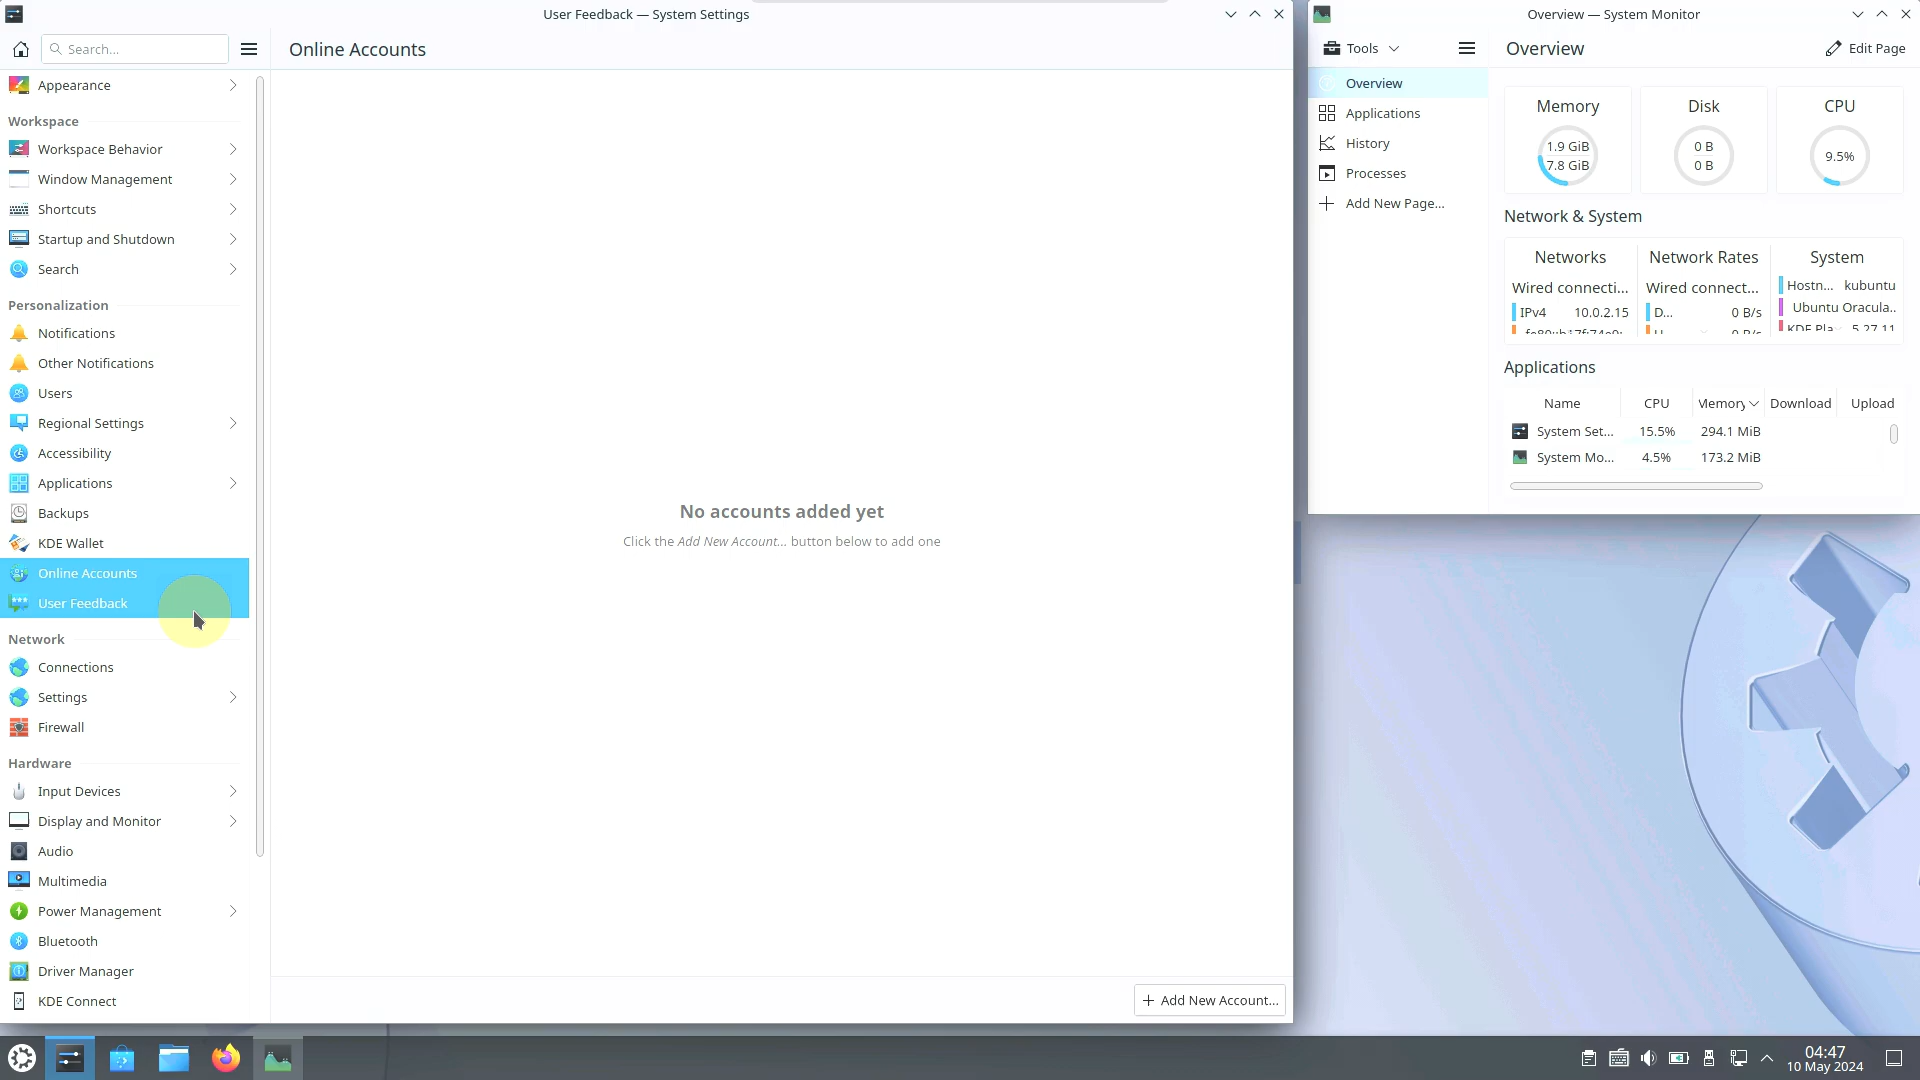 User Feedback — System Settings
Search...
Online Accounts
Appearance
Workspace
Workspace Behavior
Window Management
Shortcuts
Startup and Shutdown
Search
Personalization
Notifications
Other Notifications
Users
Regional Settings
Accessibility
Applications
Backups
KDE Wallet
Online Accounts
User Feedback
Network
Connections
Settings
Firewall
Hardware
Input Devices
Display and Monitor
Audio
Multimedia
Power Management
Bluetooth
Driver Manager
KDE Connect
No accounts added yet
Click the Add New Account... button below to add one
Add New Account...
Overview — System Monitor
Tools
Overview
Edit Page
Overview
Applications
History
Processes
Add New Page...
Memory
1.9 GiB
7.8 GiB
Disk
0 B
0 B
CPU
9.5%
Network & System
Networks
Wired connecti...
IPv4 10.0.2.15
Network Rates
Wired connect...
D... 0 B/s
0 B/s
System
Hostn... kubuntu
Ubuntu Oracula..
KDE Pla 5.27.11
Applications
Name CPU Memory Download Upload
System Set... 15.5% 294.1 MiB
System Mo... 4.5% 173.2 MiB
04:47
10 May 2024